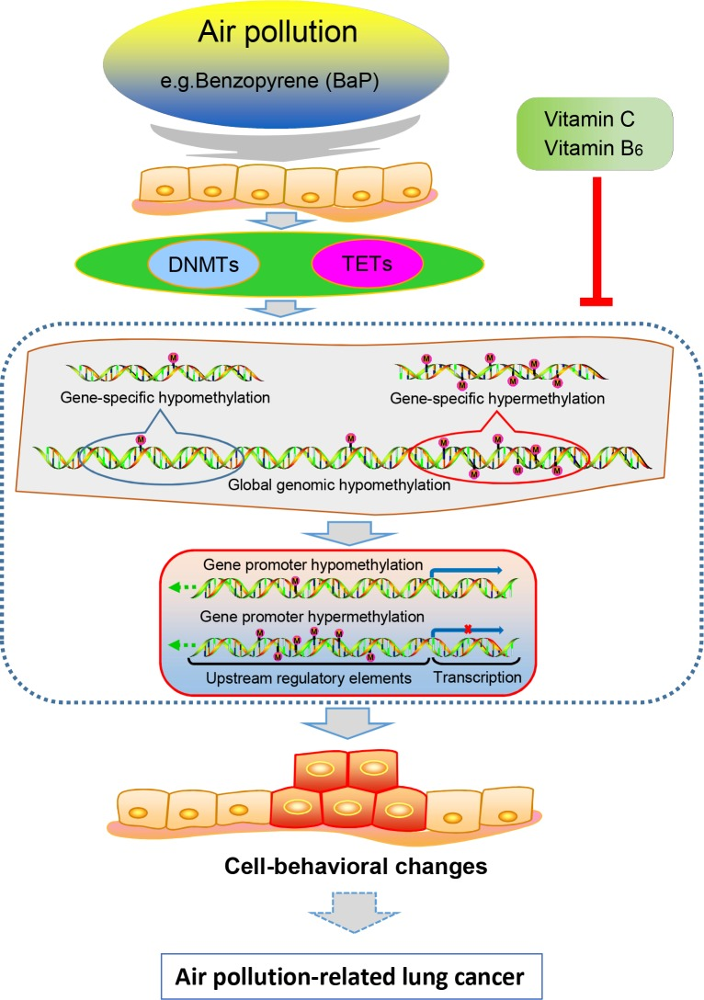 Air pollution
e.g.Benzopyrene (BaP)
Vitamin C
Vitamin B6
DNMTs
TETs
M
M
M
M
M
M
M
Gene-specific hypomethylation
Gene-specific hypermethylation
M
M
M
M
M
M
M
M
Global genomic hypomethylation
Gene promoter hypomethylation
M
Gene promoter hypermethylation
M
M
M
M
M
M
Upstream regulatory elements
Transcription
Cell-behavioral changes
Air pollution-related lung cancer